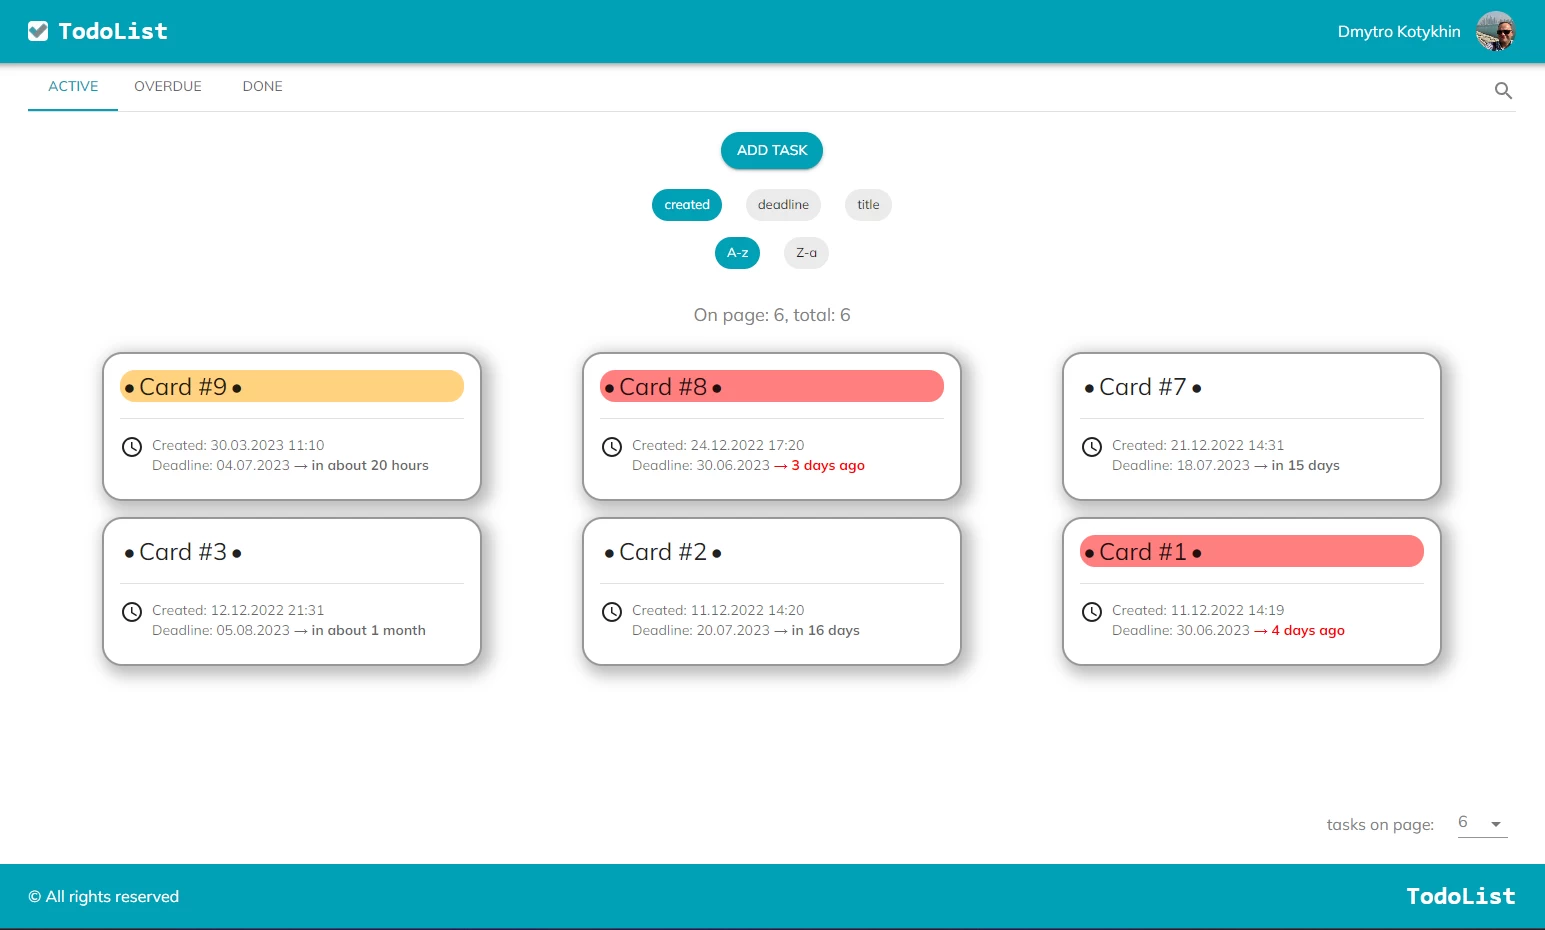 TodoList
Dmytro Kotykhin
ACTIVE OVERDUE DONE
ADD TASK
created deadline title
A-z Z-a
On page: 6, total: 6
• Card #9 •
Created: 30.03.2023 11:10
Deadline: 04.07.2023 → in about 20 hours
• Card #8 •
Created: 24.12.2022 17:20
Deadline: 30.06.2023 → 3 days ago
• Card #7 •
Created: 21.12.2022 14:31
Deadline: 18.07.2023 → in 15 days
• Card #3 •
Created: 12.12.2022 21:31
Deadline: 05.08.2023 → in about 1 month
• Card #2 •
Created: 11.12.2022 14:20
Deadline: 20.07.2023 → in 16 days
• Card #1 •
Created: 11.12.2022 14:19
Deadline: 30.06.2023 → 4 days ago
tasks on page: 6
© All rights reserved
TodoList